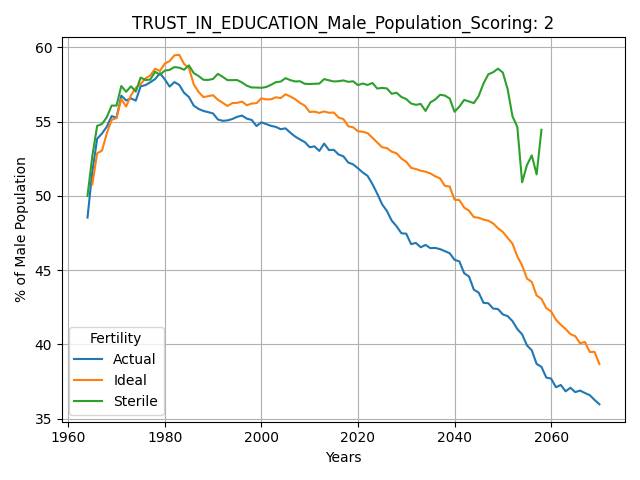 TRUST_IN_EDUCATION_Male_Population_Scoring: 2
60
55
50
45
40
35
% of Male Population
Fertility
Actual
Ideal
Sterile
1960
1980
2000
2020
2040
2060
Years